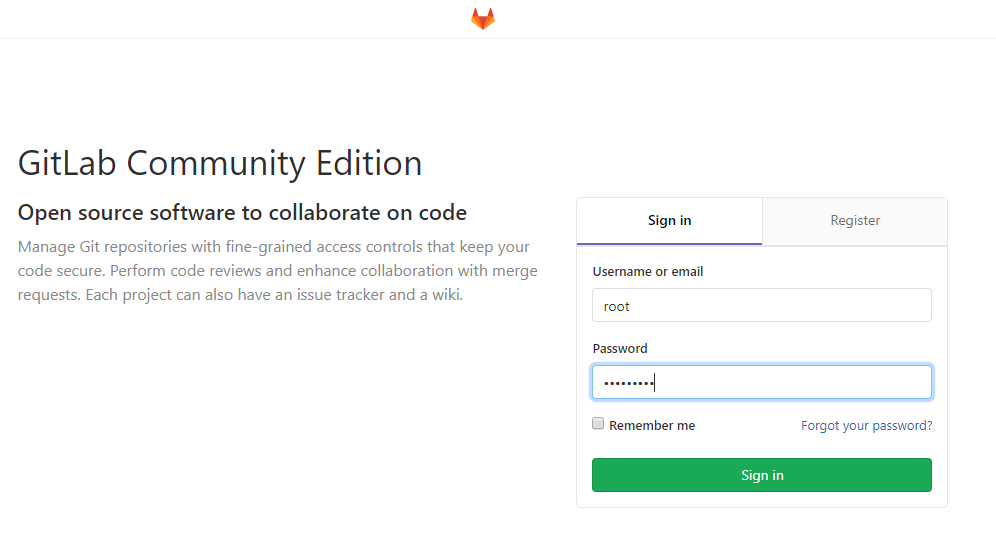 GitLab Community Edition
Open source software to collaborate on code
Manage Git repositories with fine-grained access controls that keep your
code secure. Perform code reviews and enhance collaboration with merge
requests. Each project can also have an issue tracker and a wiki.
Sign in
Register
Username or email
root
Password
•••••••••
Remember me
Forgot your password?
Sign in